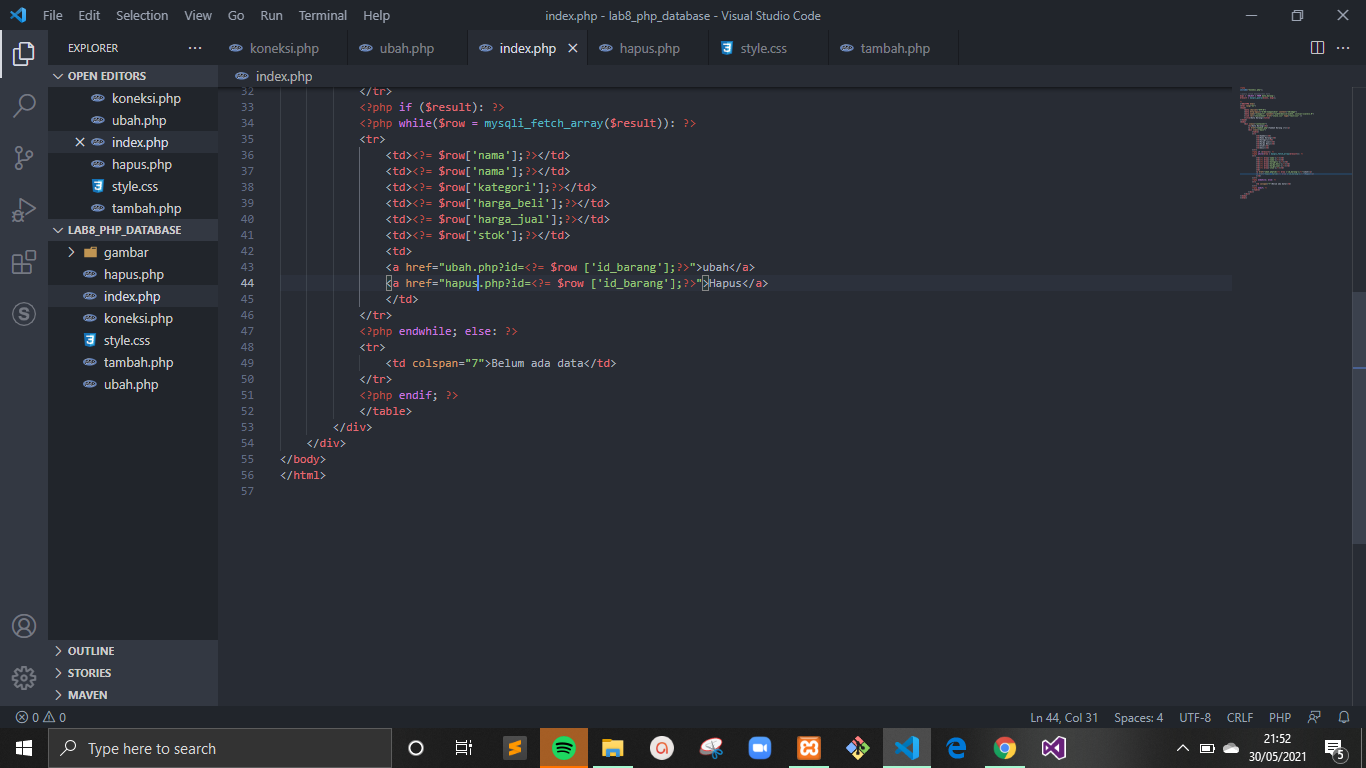 File Edit Selection View Go Run Terminal Help
index.php - lab8_php_database - Visual Studio Code
EXPLORER
OPEN EDITORS
koneksi.php
ubah.php
index.php
hapus.php
style.css
tambah.php
LAB8_PHP_DATABASE
gambar
hapus.php
index.php
koneksi.php
style.css
tambah.php
ubah.php
OUTLINE
STORIES
MAVEN
koneksi.php ubah.php index.php hapus.php style.css tambah.php
index.php
32 </tr>
33 <?php if ($result): ?>
34 <?php while($row = mysqli_fetch_array($result)): ?>
35 <tr>
36 <td><?= $row['nama'];?></td>
37 <td><?= $row['nama'];?></td>
38 <td><?= $row['kategori'];?></td>
39 <td><?= $row['harga_beli'];?></td>
40 <td><?= $row['harga_jual'];?></td>
41 <td><?= $row['stok'];?></td>
42 <td>
43 <a href="ubah.php?id=<?= $row ['id_barang'];?>">ubah</a>
44 <a href="hapus.php?id=<?= $row ['id_barang'];?>">Hapus</a>
45 </td>
46 </tr>
47 <?php endwhile; else: ?>
48 <tr>
49 <td colspan="7">Belum ada data</td>
50 </tr>
51 <?php endif; ?>
52 </table>
53 </div>
54 </div>
55 </body>
56 </html>
57
0 0
Ln 44, Col 31 Spaces: 4 UTF-8 CRLF PHP
Type here to search
21:52
30/05/2021
5